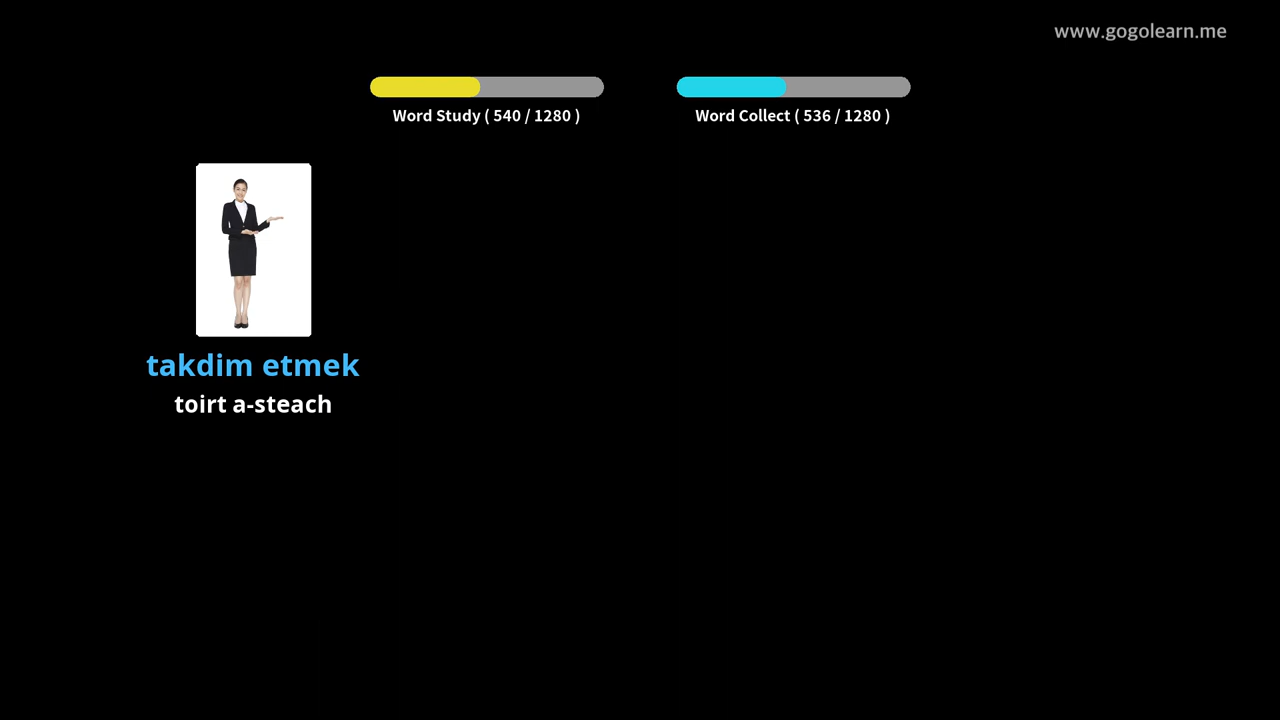 www.gogolearn.me
Word Study ( 540 / 1280 )
Word Collect ( 536 / 1280 )
takdim etmek
toirt a-steach